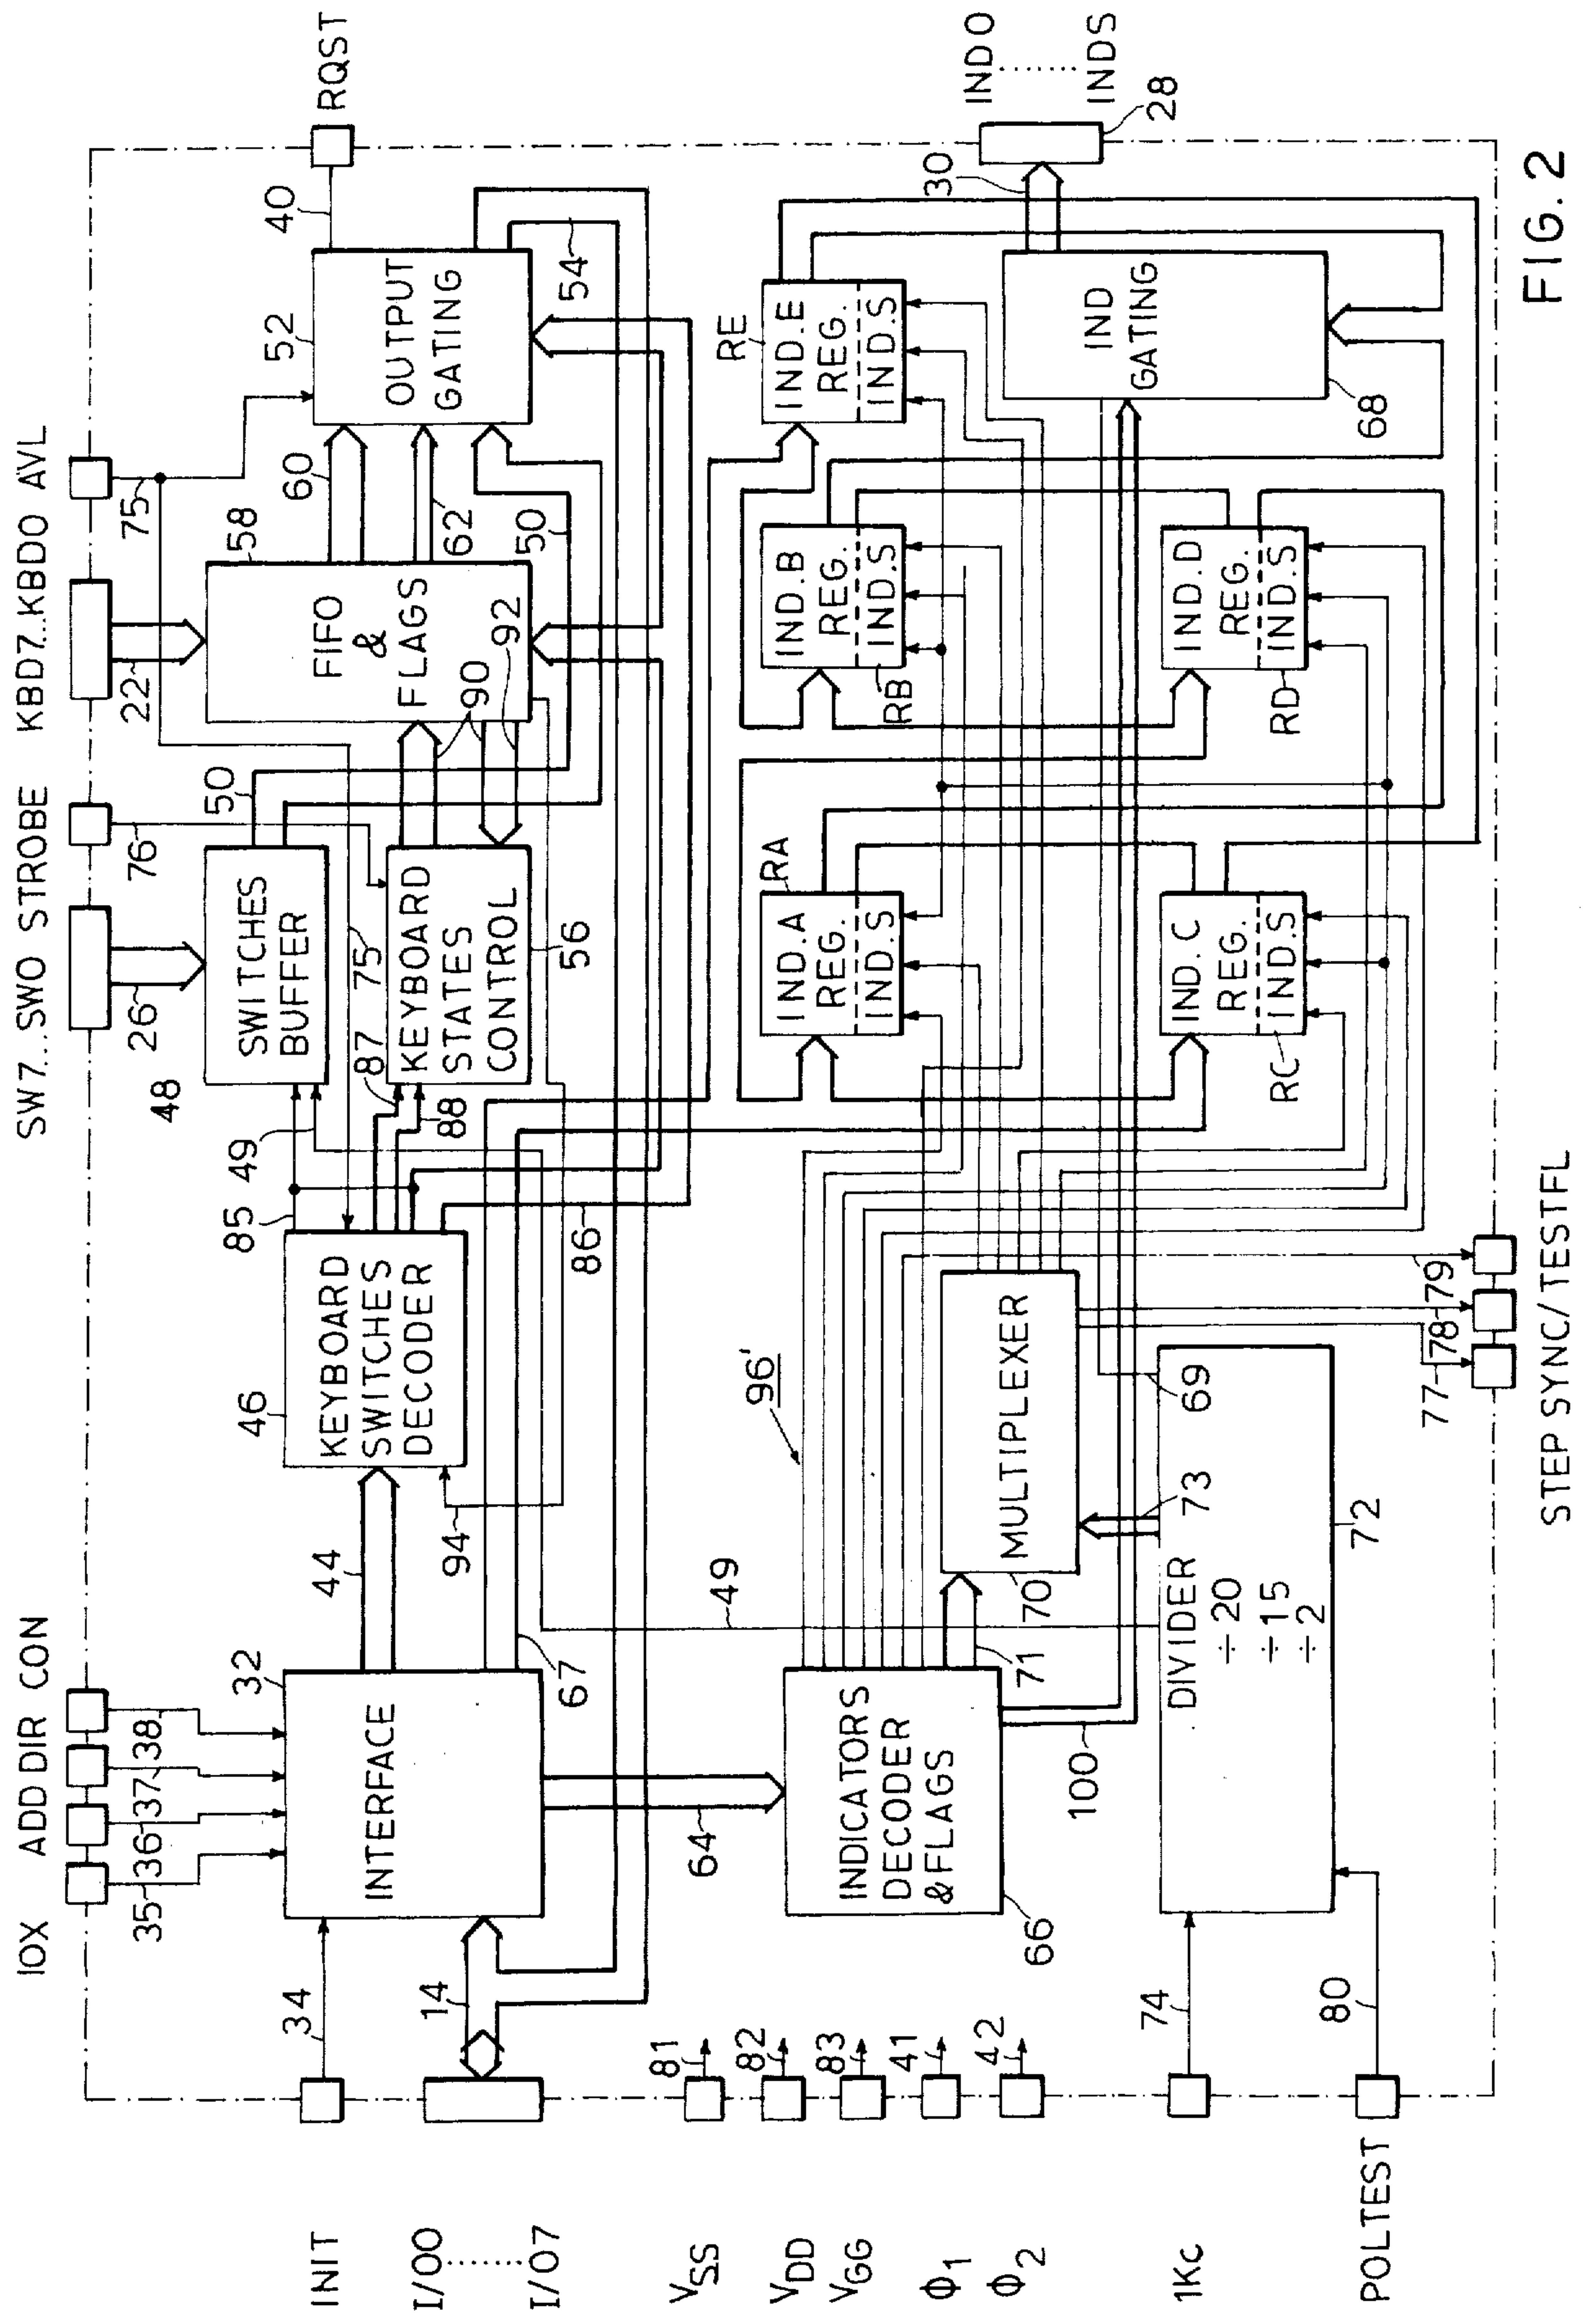 IOX ADD DIR CON
SW7...SWO STROBE KBD7...KBDO AVL
35
36
37
38
26
76
22
75
INIT
34
I/O0
........
I/O7
14
INTERFACE
32
44
KEYBOARD
SWITCHES
DECODER
46
94
85
49
48
SWITCHES
BUFFER
50
75
87
88
86
KEYBOARD
STATES
CONTROL
56
FIFO
&
FLAGS
58
90
92
60
62
50
OUTPUT
GATING
52
54
40
RQST
67
64
49
VSS
81
VDD
82
VGG
83
Φ1
41
Φ2
42
INDICATORS
DECODER
&FLAGS
66
96'
71
100
MULTIPLEXER
70
73
69
IND.A
REG.
IND.S
RA
IND.B
REG.
IND.S
RB
IND.C
REG.
IND.S
RC
IND.D
REG.
IND.S
RD
IND.E
REG.
IND.S
RE
IND
GATING
68
30
28
INDO
.......
INDS
1Kc
74
DIVIDER
÷20
÷15
÷2
72
POLTEST
80
77
78
79
STEP SYNC/TESTFL
FIG. 2